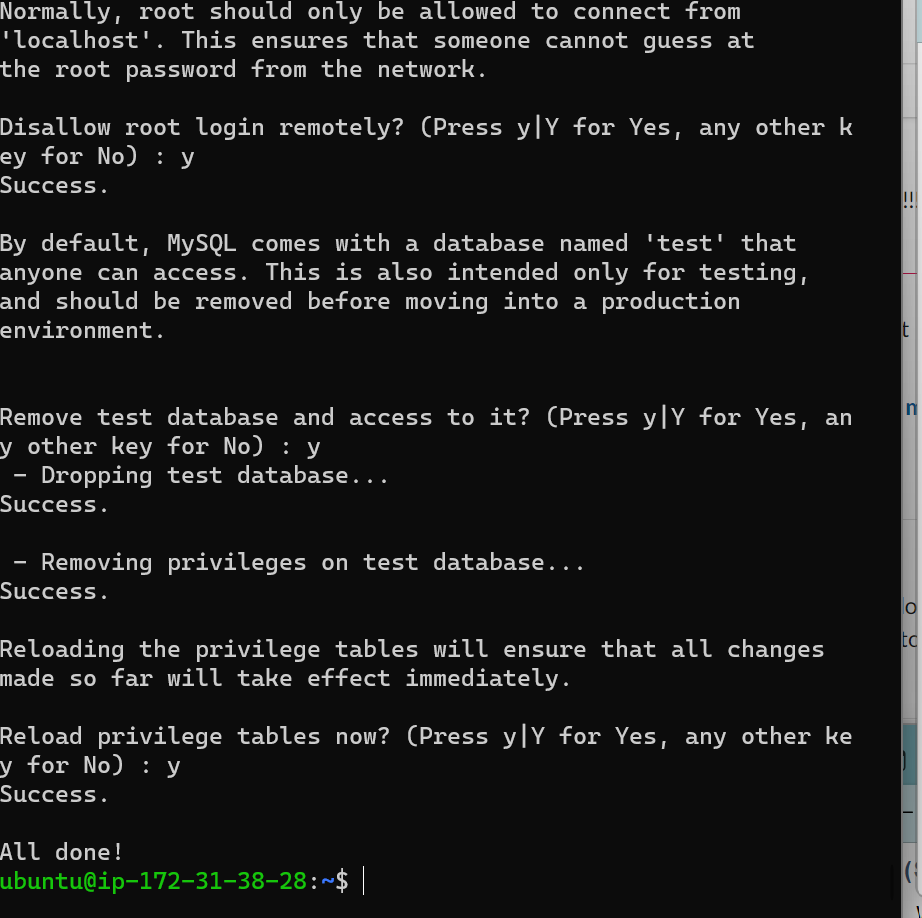 Normally, root should only be allowed to connect from
'localhost'. This ensures that someone cannot guess at
the root password from the network.
Disallow root login remotely? (Press y|Y for Yes, any other k
ey for No) : y
Success.
By default, MySQL comes with a database named 'test' that
anyone can access. This is also intended only for testing,
and should be removed before moving into a production
environment.
Remove test database and access to it? (Press y|Y for Yes, an
y other key for No) : y
 - Dropping test database...
Success.
 - Removing privileges on test database...
Success.
Reloading the privilege tables will ensure that all changes
made so far will take effect immediately.
Reload privilege tables now? (Press y|Y for Yes, any other ke
y for No) : y
Success.
All done!
ubuntu@ip-172-31-38-28:~$